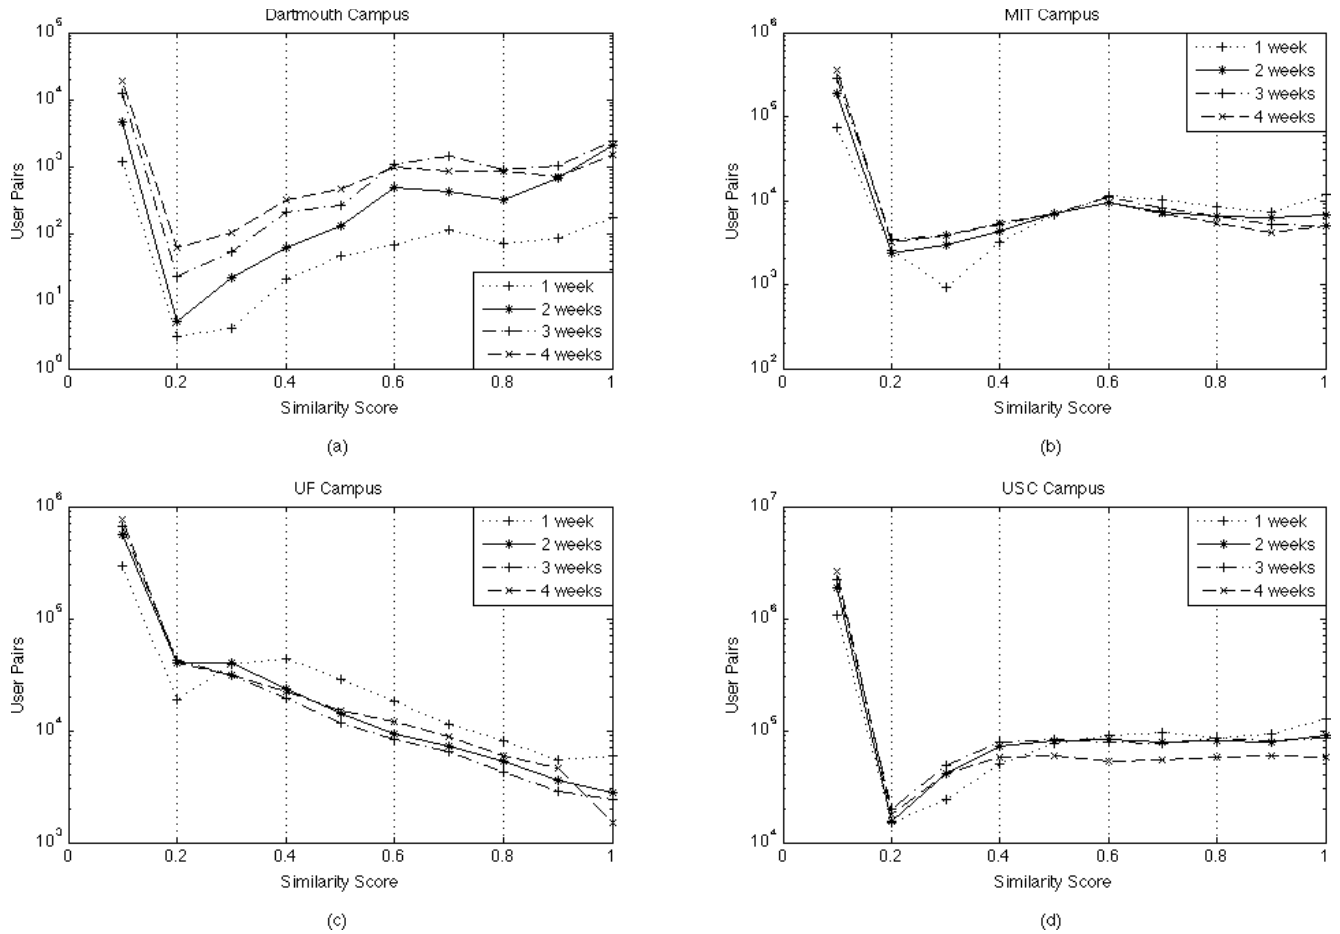 Dartmouth Campus
10^5
10^4
10^3
10^2
10^1
10^0
User Pairs
1 week
2 weeks
3 weeks
4 weeks
0 0.2 0.4 0.6 0.8 1
Similarity Score
(a)
MIT Campus
10^6
10^5
10^4
10^3
10^2
User Pairs
1 week
2 weeks
3 weeks
4 weeks
0 0.2 0.4 0.6 0.8 1
Similarity Score
(b)
UF Campus
10^6
10^5
10^4
10^3
User Pairs
1 week
2 weeks
3 weeks
4 weeks
0 0.2 0.4 0.6 0.8 1
Similarity Score
(c)
USC Campus
10^7
10^6
10^5
10^4
User Pairs
1 week
2 weeks
3 weeks
4 weeks
0 0.2 0.4 0.6 0.8 1
Similarity Score
(d)